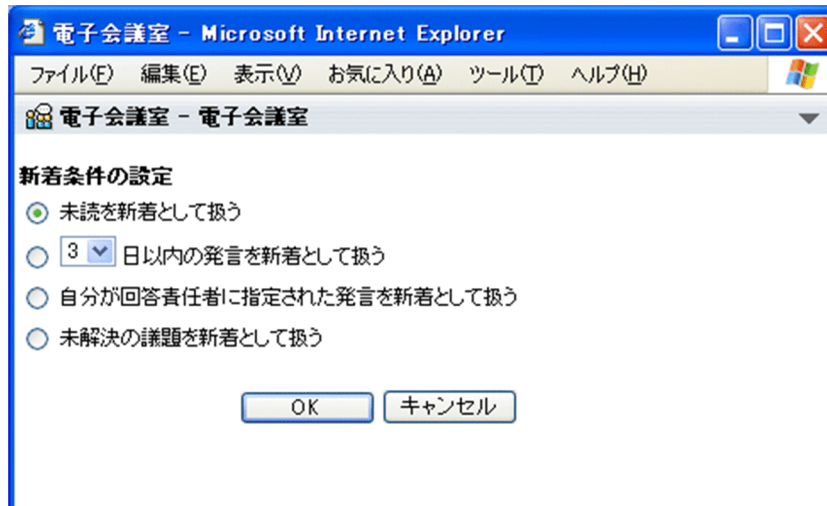 電子会議室 - Microsoft Internet Explorer
ファイル(F) 編集(E) 表示(V) お気に入り(A) ツール(T) ヘルプ(H)
電子会議室 - 電子会議室
新着条件の設定
未読を新着として扱う
3 日以内の発言を新着として扱う
自分が回答責任者に指定された発言を新着として扱う
未解決の議題を新着として扱う
OK キャンセル